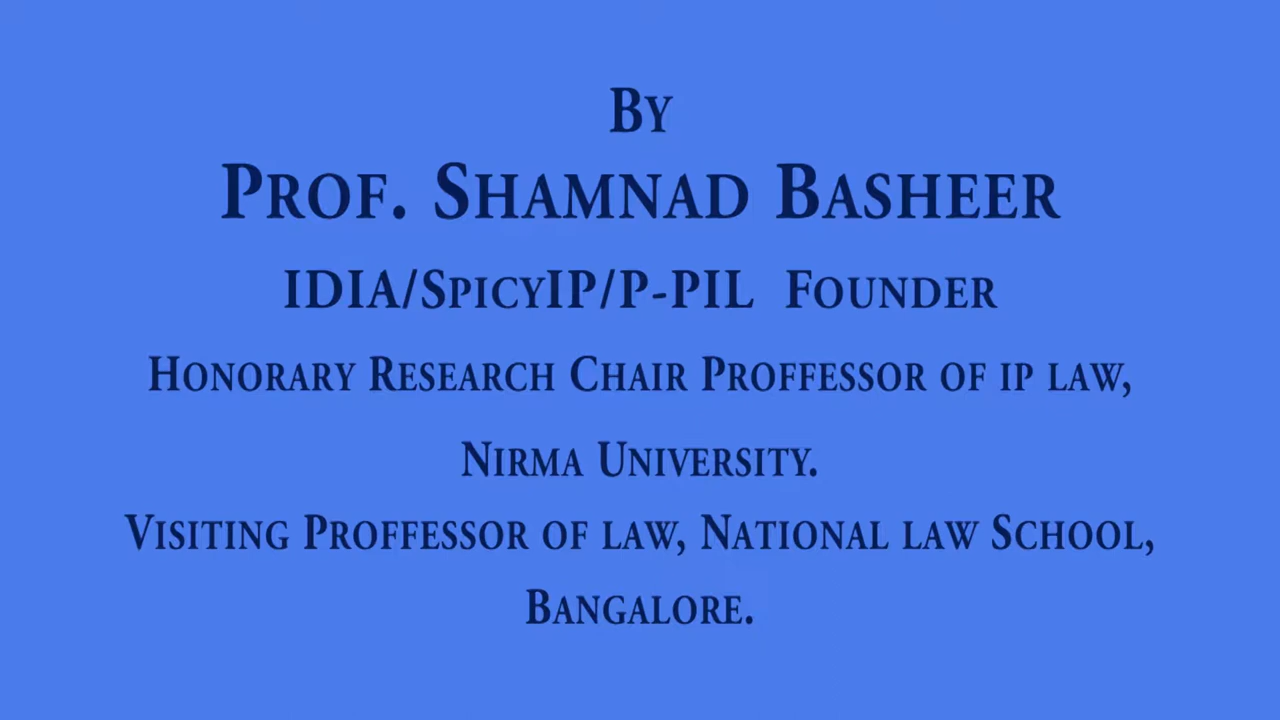 By
Prof. Shamnad Basheer
IDIA/SpicyIP/P-PIL Founder
Honorary Research Chair Proffessor of ip law,
Nirma University.
Visiting Proffessor of law, National law School,
Bangalore.